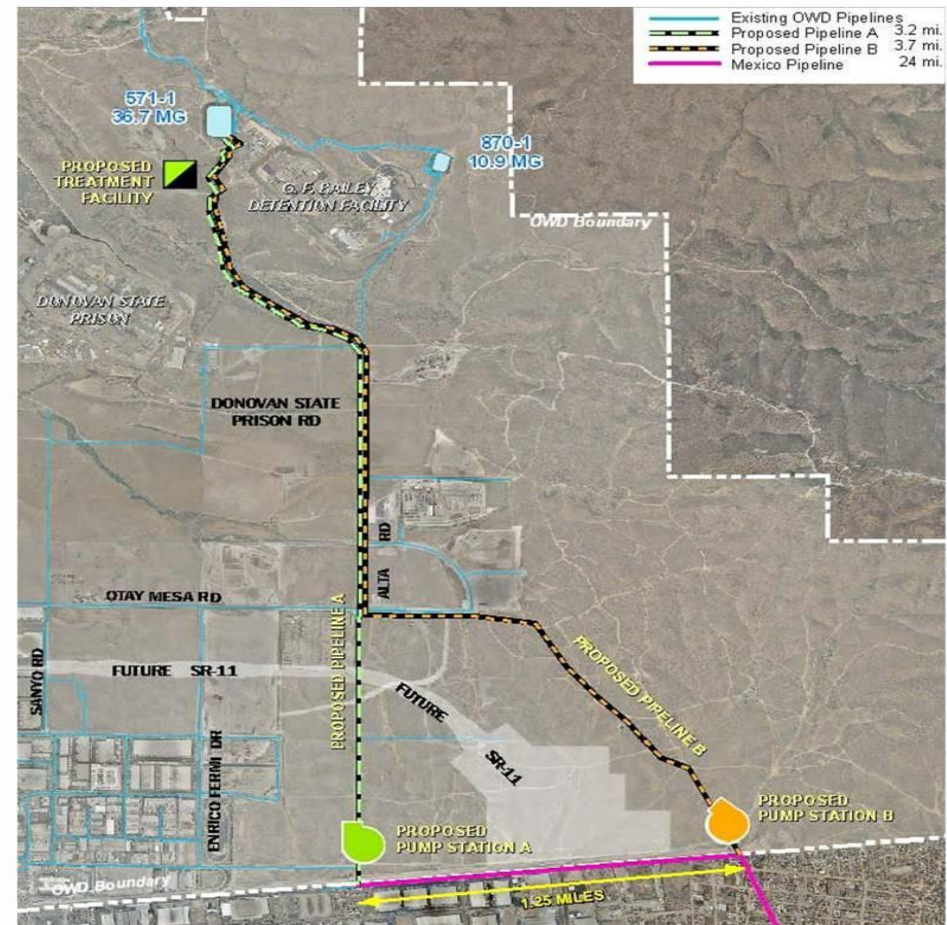 Existing OWD Pipelines
Proposed Pipeline A 3.2 mi.
Proposed Pipeline B 3.7 mi.
Mexico Pipeline 24 mi.
571-1
36.7 MG
870-1
10.9 MG
PROPOSED
TREATMENT
FACILITY
G. F. BAILEY
DETENTION FACILITY
OWD Boundary
DONOVAN STATE
PRISON
DONOVAN STATE
PRISON RD
ALTA RD
OTAY MESA RD
SANYO RD
FUTURE SR-11
PROPOSED PIPELINE A
PROPOSED PIPELINE B
FUTURE
SR-11
ENRICO FERMI DR
PROPOSED
PUMP STATION A
PROPOSED
PUMP STATION B
OWD Boundary
1.25 MILES